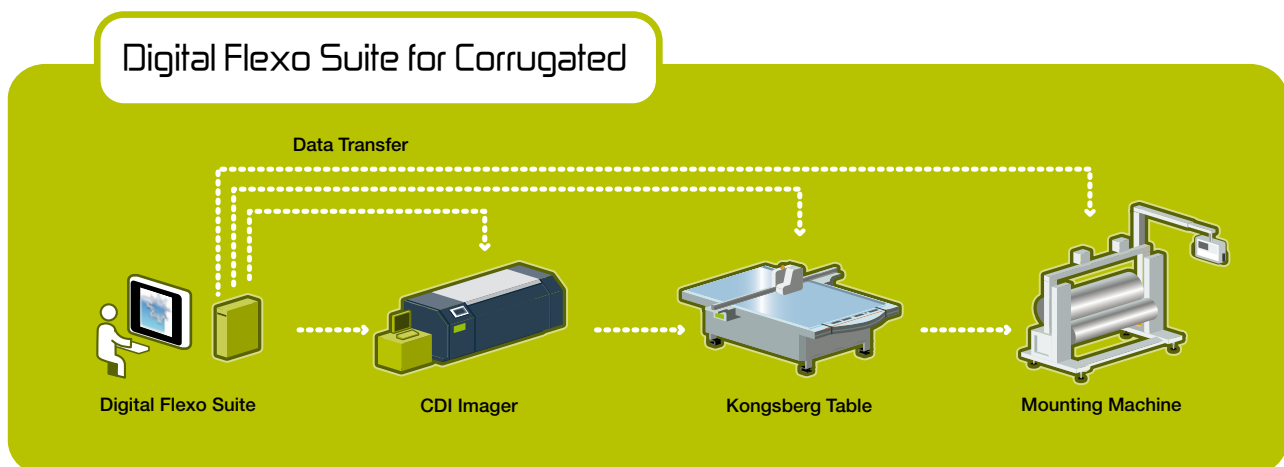 Digital Flexo Suite for Corrugated
Data Transfer
Digital Flexo Suite
CDI Imager
Kongsberg Table
Mounting Machine